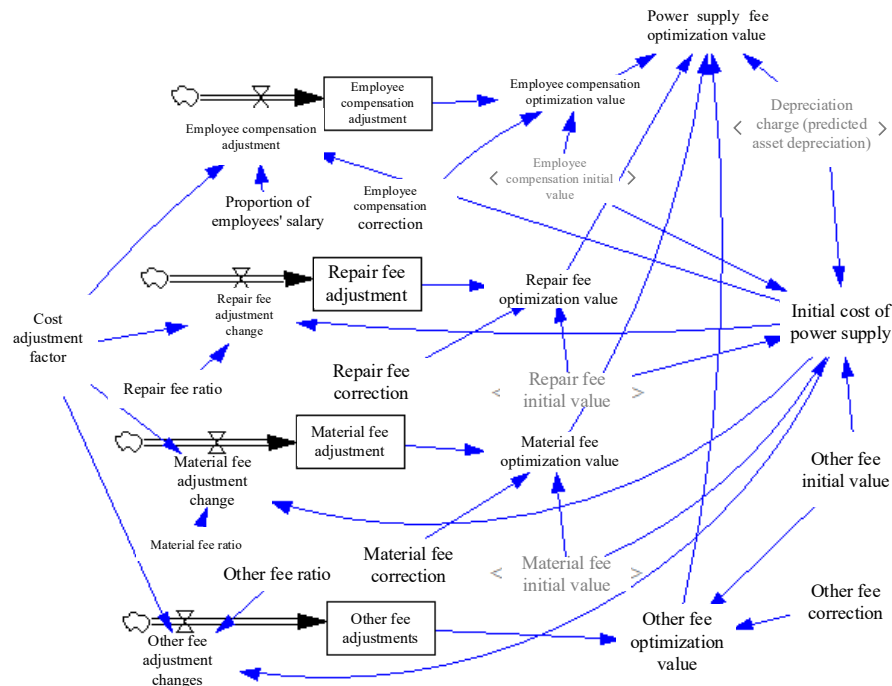 Power supply fee
optimization value
Employee
compensation
adjustment
Employee compensation
optimization value
Depreciation
charge (predicted
asset depreciation)
Employee compensation
adjustment
Employee initial
compensation
value
Proportion of
employees' salary
Employee
compensation
correction
Repair fee
adjustment
Repair fee
optimization value
Repair fee
adjustment
change
Initial cost of
power supply
Cost
adjustment
factor
Repair fee ratio
Repair fee
correction
Repair fee
initial value
Material fee
adjustment
Material fee
optimization value
Material fee
adjustment
change
Other fee
initial value
Material fee ratio
Material fee
correction
Material fee
initial value
Other fee ratio
Other fee
correction
Other fee
adjustments
Other fee
optimization
value
Other fee
adjustment
changes